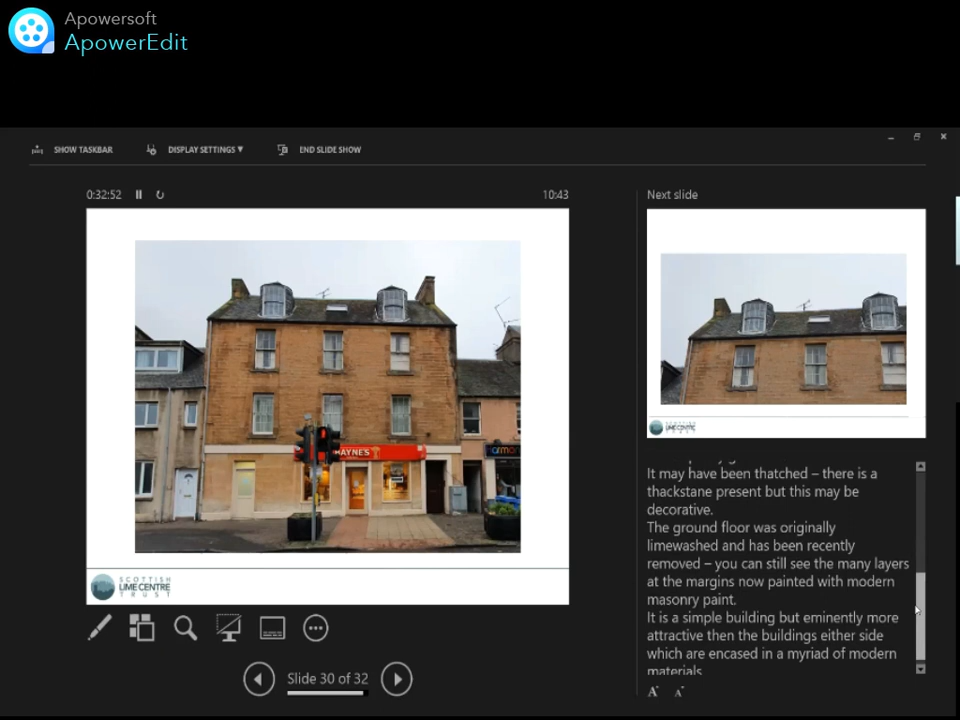 Apowersoft
ApowerEdit
SHOW TASKBAR
DISPLAY SETTINGS ▼
END SLIDE SHOW
0:32:52
10:43
Next slide
HAYNE'S
SCOTTISH
LIME CENTRE
TRUST
LIME CENTRE
It may have been thatched – there is a
thackstane present but this may be
decorative.
The ground floor was originally
limewashed and has been recently
removed – you can still see the many layers
at the margins now painted with modern
masonry paint.
It is a simple building but eminently more
attractive then the buildings either side
which are encased in a myriad of modern
materials
Slide 30 of 32